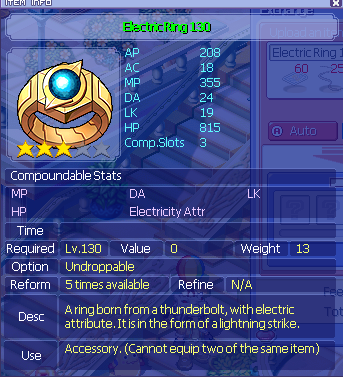 ITEM INFO
Electric Ring 130
AP 208
AC 18
MP 355
DA 24
LK 19
HP 815
Comp.Slots 3
Compoundable Stats
MP DA LK
HP Electricity Attr
Time
Required Lv.130 Value 0 Weight 13
Option Undroppable
Reform 5 times available Refine N/A
Desc A ring born from a thunderbolt, with electric
attribute. It is in the form of a lightning strike.
Use Accessory. (Cannot equip two of the same item)
Electric Ring 1
60 25
Auto
Fee
Tot